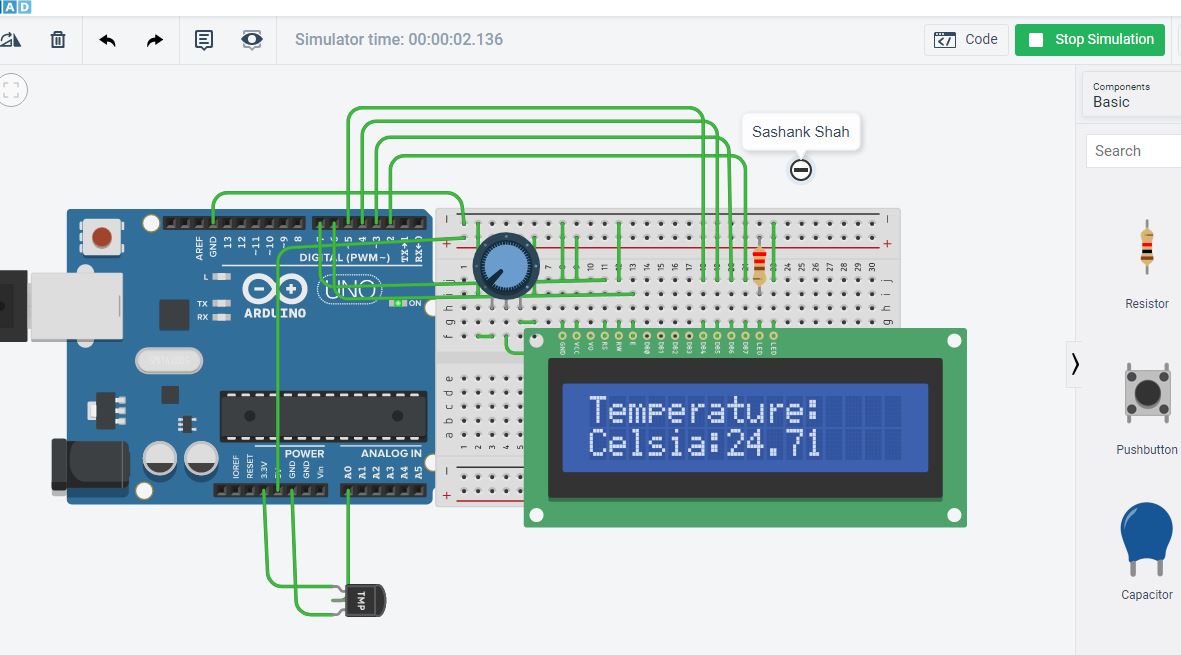 AD
Simulator time: 00:00:02.136
Code
Stop Simulation
Components
Basic
Search
Sashank Shah
Resistor
Pushbutton
Capacitor
AREF
GND
13
12
~11
~10
~9
8
7
~5
4
~3
2
TX→1
RX←0
DIGITAL (PWM~)
L
TX
RX
UNO
ARDUINO
ON
POWER
ANALOG IN
IOREF
RESET
3.3V
GND
GND
Vin
A0
A1
A2
A3
A4
A5
TMP
GND
VCC
V0
RS
RW
E
DB0
DB1
DB2
DB3
DB4
DB5
DB6
DB7
LED
LED
Temperature:
Celsia:24.71